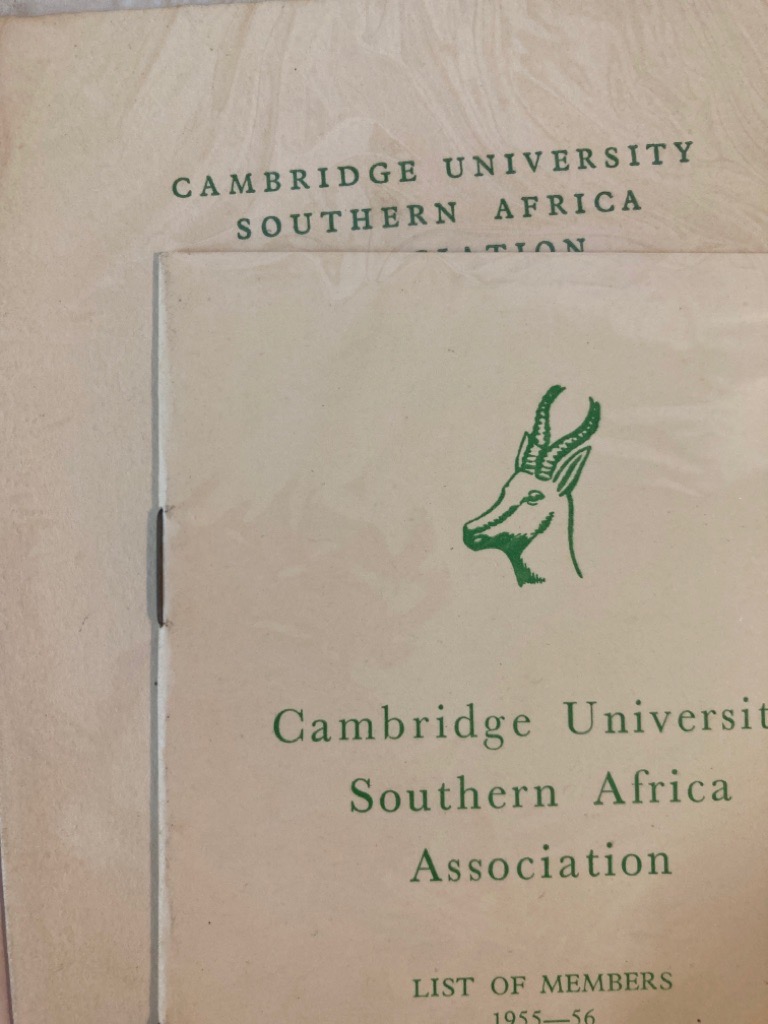 CAMBRIDGE UNIVERSITY
SOUTHERN AFRICA
Cambridge Universit
Southern Africa
Association
LIST OF MEMBERS
1955—56